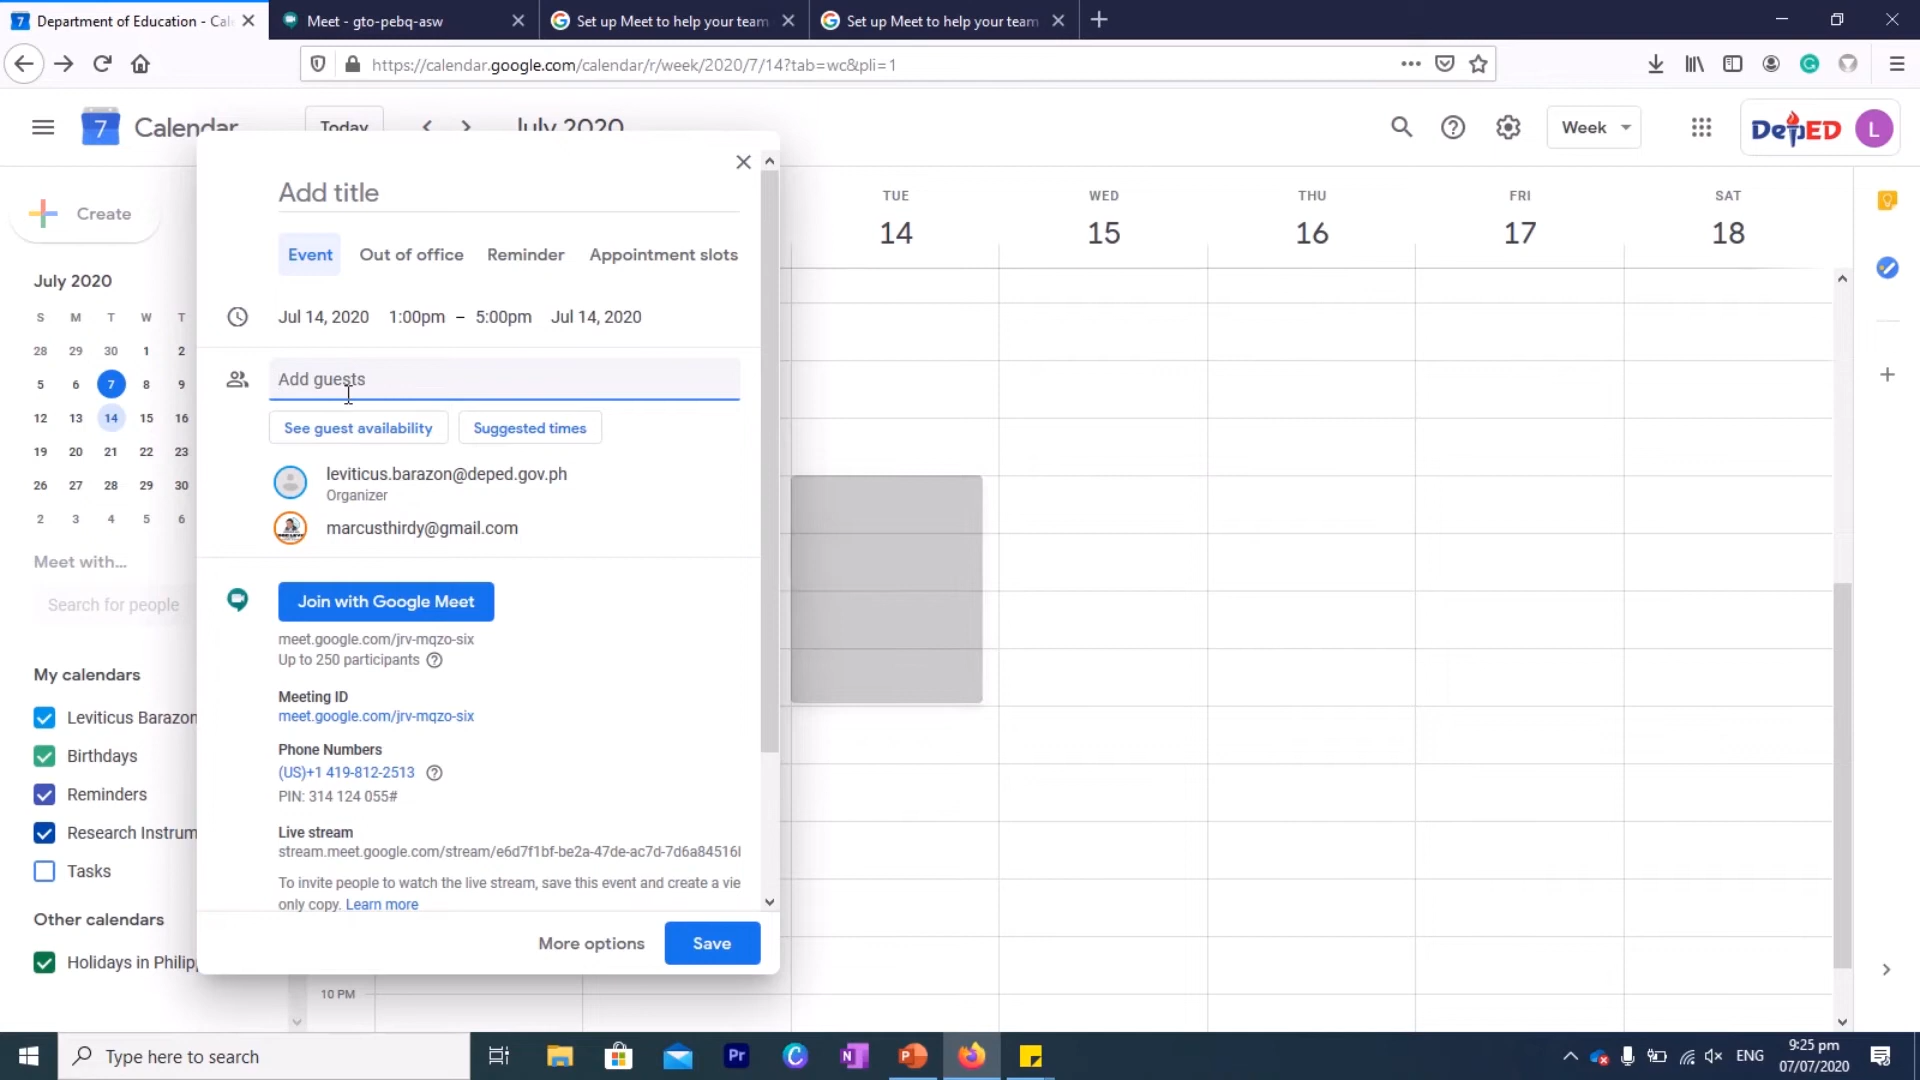 Department of Education - Cal
Meet - gto-pebq-asw
Set up Meet to help your team
Set up Meet to help your team
https://calendar.google.com/calendar/r/week/2020/7/14?tab=wc&pli=1
7
Calendar
Today
July 2020
Week
DepED
L
Create
Add title
Event
Out of office
Reminder
Appointment slots
TUE
14
WED
15
THU
16
FRI
17
SAT
18
July 2020
S M T W T
28 29 30 1 2
5 6 7 8 9
12 13 14 15 16
19 20 21 22 23
26 27 28 29 30
2 3 4 5 6
Jul 14, 2020 1:00pm – 5:00pm Jul 14, 2020
Add guests
See guest availability
Suggested times
leviticus.barazon@deped.gov.ph
Organizer
marcusthirdy@gmail.com
Meet with...
Search for people
Join with Google Meet
meet.google.com/jrv-mqzo-six
Up to 250 participants
Meeting ID
meet.google.com/jrv-mqzo-six
Phone Numbers
(US)+1 419-812-2513
PIN: 314 124 055#
Live stream
stream.meet.google.com/stream/e6d7f1bf-be2a-47de-ac7d-7d6a84516
To invite people to watch the live stream, save this event and create a vie
only copy. Learn more
More options
Save
My calendars
Leviticus Barazon
Birthdays
Reminders
Research Instrum
Tasks
Other calendars
Holidays in Philip
10 PM
Type here to search
Pr
ENG
9:25 pm
07/07/2020